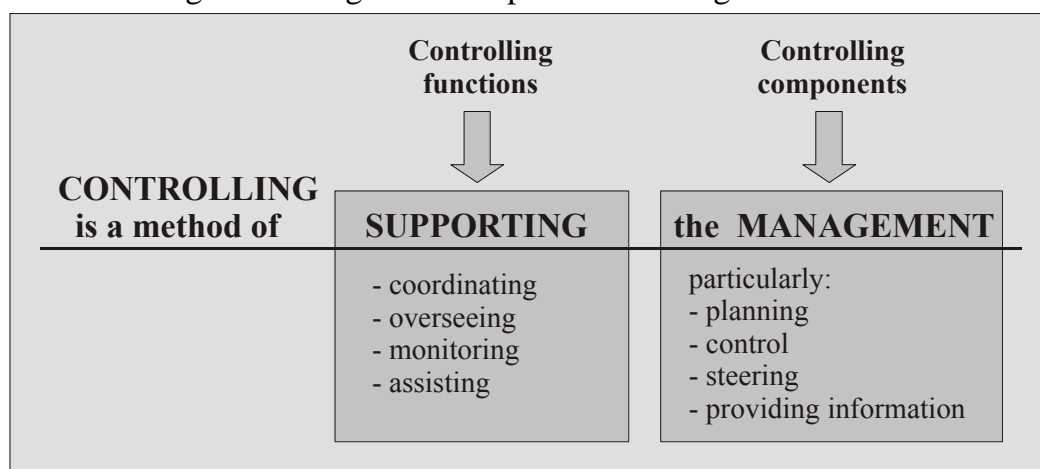 Controlling
functions
Controlling
components
CONTROLLING
is a method of
SUPPORTING
the MANAGEMENT
- coordinating
- overseeing
- monitoring
- assisting
particularly:
- planning
- control
- steering
- providing information